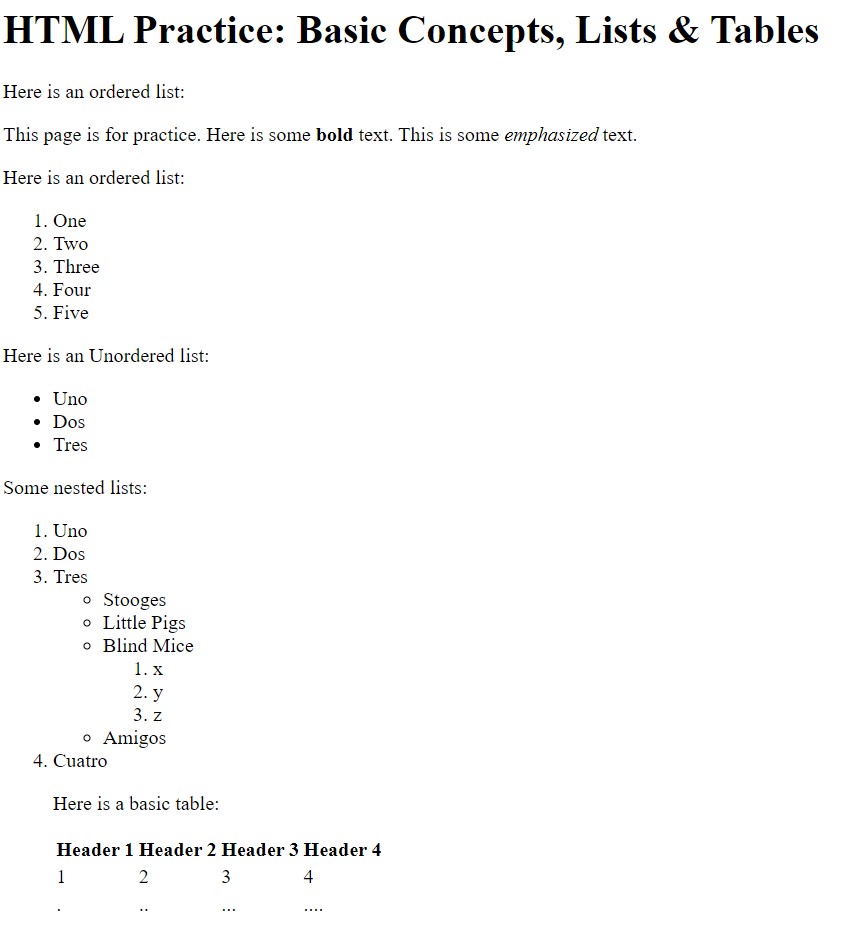 HTML Practice: Basic Concepts, Lists & Tables
Here is an ordered list:
This page is for practice. Here is some bold text. This is some emphasized text.
Here is an ordered list:
1. One
2. Two
3. Three
4. Four
5. Five
Here is an Unordered list:
• Uno
• Dos
• Tres
Some nested lists:
1. Uno
2. Dos
3. Tres
◦ Stooges
◦ Little Pigs
◦ Blind Mice
1. x
2. y
3. z
◦ Amigos
4. Cuatro
Here is a basic table:
Header 1 Header 2 Header 3 Header 4
1 2 3 4
. .. ... ....